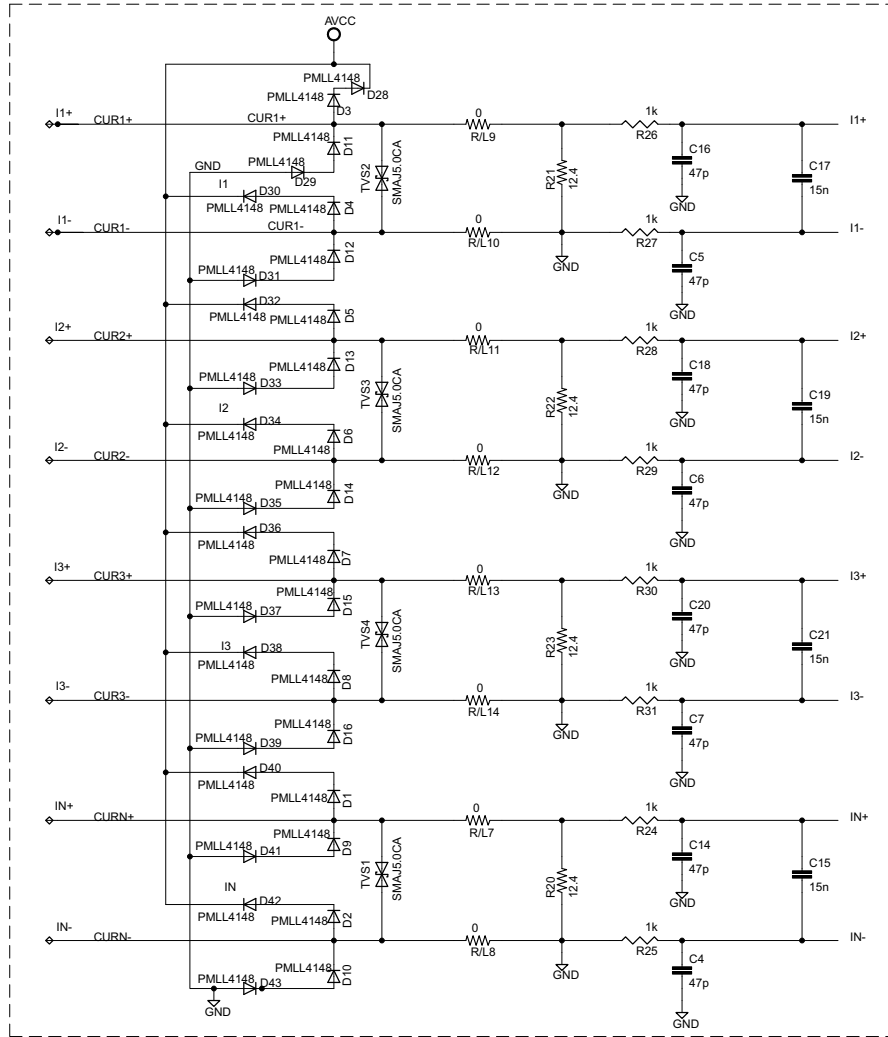 AVCC
PMLL4148
D28
PMLL4148
D3
I1+
CUR1+
CUR1+
0
R/L9
1k
R26
I1+
PMLL4148
D11
GND
PMLL4148
D29
TVS2
SMAJ5.0CA
R21
12.4
C16
47p
GND
C17
15n
I1
D30
PMLL4148
PMLL4148
D4
I1-
CUR1-
CUR1-
0
R/L10
1k
R27
I1-
PMLL4148
D12
PMLL4148
D31
GND
C5
47p
GND
D32
PMLL4148
PMLL4148
D5
I2+
CUR2+
0
R/L11
1k
R28
I2+
PMLL4148
D13
PMLL4148
D33
TVS3
SMAJ5.0CA
R22
12.4
C18
47p
GND
C19
15n
I2
D34
PMLL4148
D6
PMLL4148
I2-
CUR2-
0
R/L12
1k
R29
I2-
PMLL4148
D14
PMLL4148
D35
GND
C6
47p
GND
D36
PMLL4148
D7
PMLL4148
I3+
CUR3+
0
R/L13
1k
R30
I3+
PMLL4148
D15
PMLL4148
D37
TVS4
SMAJ5.0CA
R23
12.4
C20
47p
GND
C21
15n
I3
D38
PMLL4148
PMLL4148
D8
I3-
CUR3-
0
R/L14
1k
R31
I3-
PMLL4148
D16
PMLL4148
D39
GND
C7
47p
GND
D40
PMLL4148
PMLL4148
D1
IN+
CURN+
0
R/L7
1k
R24
IN+
PMLL4148
D9
PMLL4148
D41
TVS1
SMAJ5.0CA
R20
12.4
C14
47p
GND
C15
15n
IN
D42
PMLL4148
PMLL4148
D2
IN-
CURN-
0
R/L8
1k
R25
IN-
PMLL4148
D10
PMLL4148
D43
GND
GND
C4
47p
GND